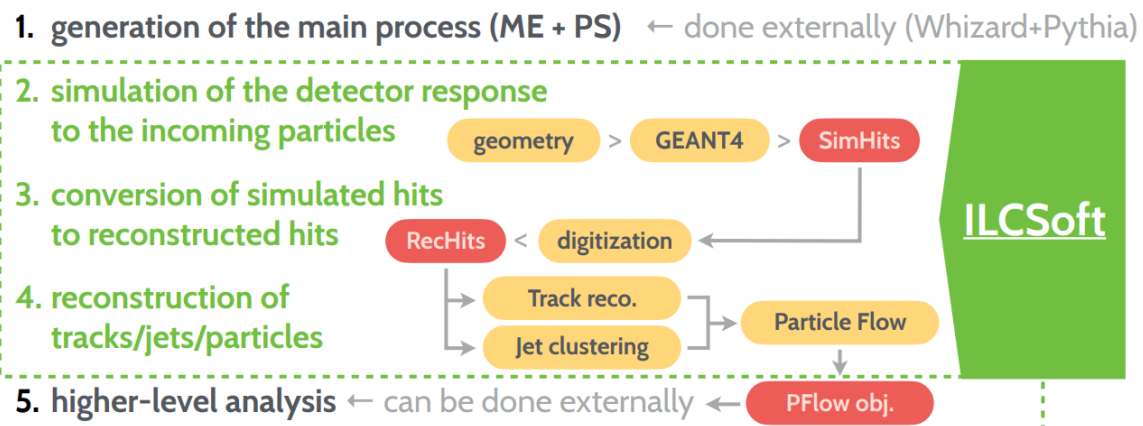 1. generation of the main process (ME + PS) ← done externally (Whizard+Pythia)
2. simulation of the detector response
to the incoming particles
geometry > GEANT4 > SimHits
3. conversion of simulated hits
to reconstructed hits
RecHits < digitization
ILCSoft
4. reconstruction of
tracks/jets/particles
Track reco.
Jet clustering
Particle Flow
5. higher-level analysis ← can be done externally ← PFlow obj.